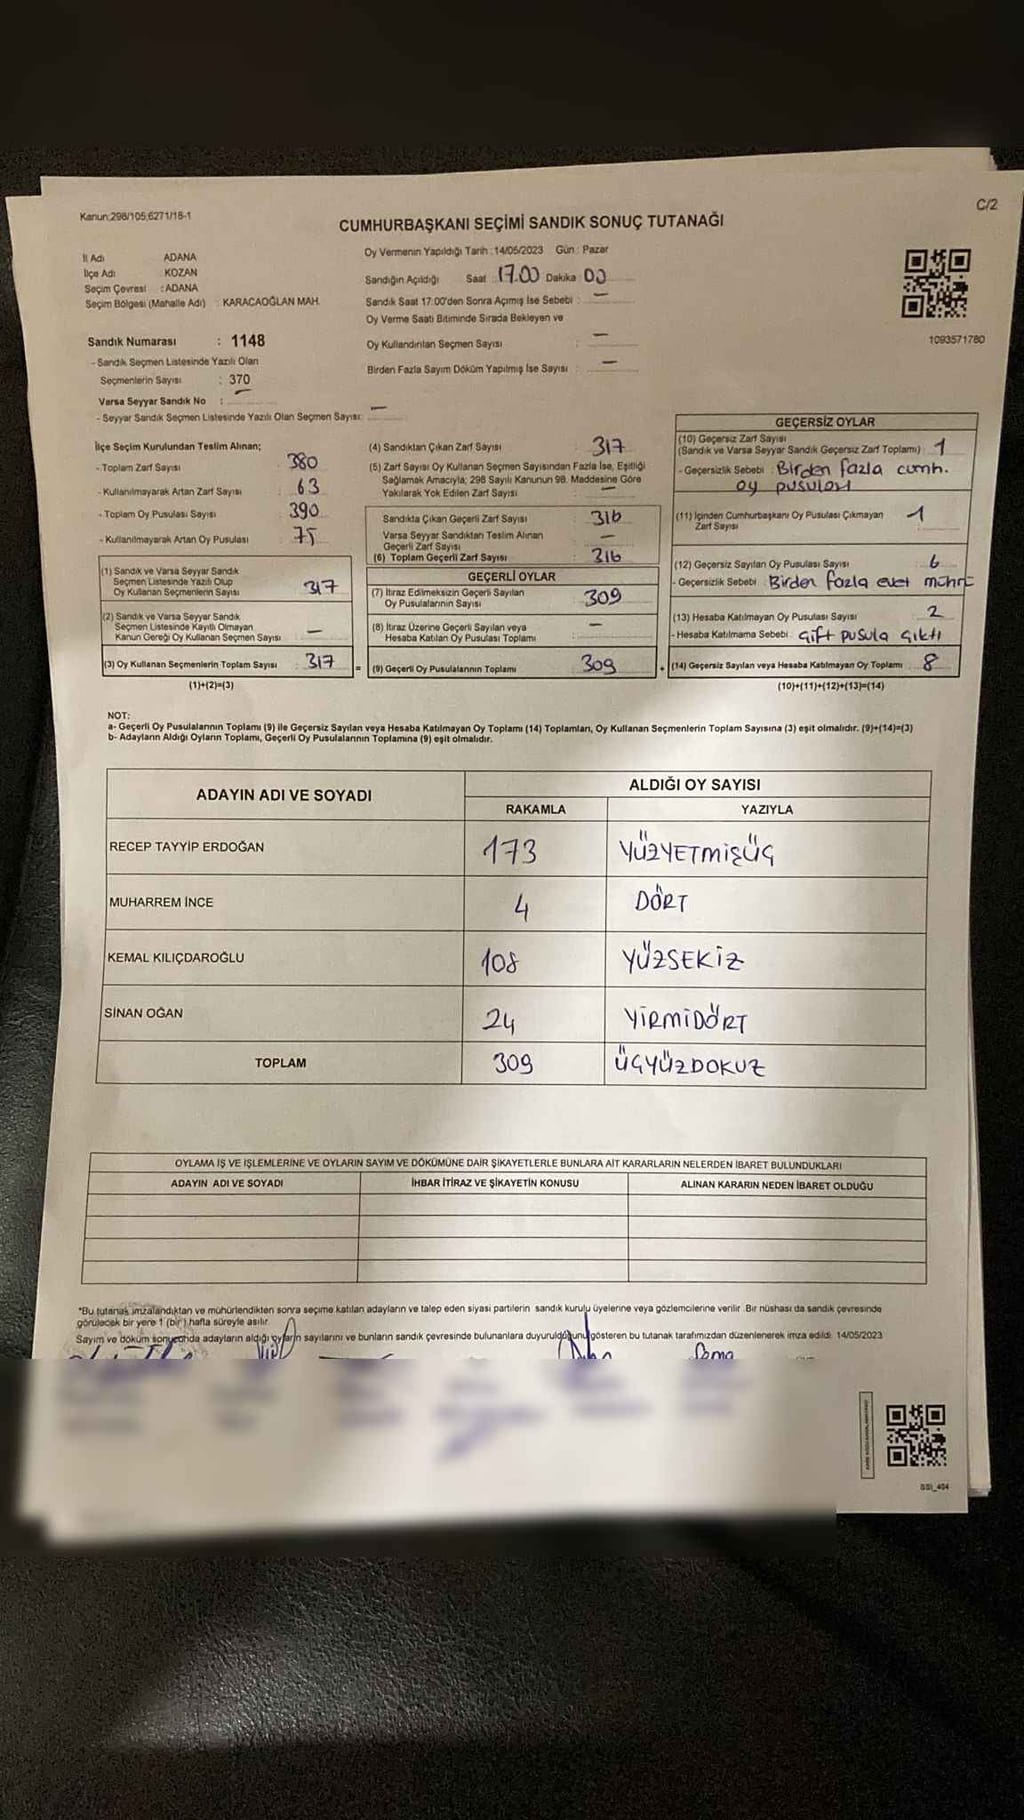 Kanun:298/105,6271/18-1
C/2
CUMHURBAŞKANI SEÇİMİ SANDIK SONUÇ TUTANAĞI
İl Adı ADANA
İlçe Adı KOZAN
Seçim Çevresi : ADANA
Seçim Bölgesi (Mahalle Adı) : KARACAOĞLAN MAH.
Oy Vermenin Yapıldığı Tarih : 14/05/2023 Gün : Pazar
Sandığın Açıldığı Saat : 17.00 Dakika 00
Sandık Saat 17:00'den Sonra Açımış İse Sebebi : —
Oy Verme Saati Bitiminde Sırada Bekleyen ve
Oy Kullandırılan Seçmen Sayısı : —
Birden Fazla Sayım Döküm Yapılmış İse Sayısı : —
1093571780
Sandık Numarası : 1148
- Sandık Seçmen Listesinde Yazılı Olan
Seçmenlerin Sayısı : 370
Varsa Seyyar Sandık No : —
- Seyyar Sandık Seçmen Listesinde Yazılı Olan Seçmen Sayısı: —
İlçe Seçim Kurulundan Teslim Alınan;
- Toplam Zarf Sayısı 380
- Kullanılmayarak Artan Zarf Sayısı 63
- Toplam Oy Pusulası Sayısı 390
- Kullanılmayarak Artan Oy Pusulası 75
(1) Sandık ve Varsa Seyyar Sandık
Seçmen Listesinde Yazılı Olup
Oy Kullanan Seçmenlerin Sayısı 317
(2) Sandık ve Varsa Seyyar Sandık
Seçmen Listesinde Kayıtlı Olmayan
Kanun Gereği Oy Kullanan Seçmen Sayısı —
(3) Oy Kullanan Seçmenlerin Toplam Sayısı : 317
(1)+(2)=(3)
(4) Sandıktan Çıkan Zarf Sayısı 317
(5) Zarf Sayısı Oy Kullanan Seçmen Sayısından Fazla İse, Eşitliği
Sağlamak Amacıyla; 298 Sayılı Kanunun 98. Maddesine Göre
Yakılarak Yok Edilen Zarf Sayısı —
Sandıkta Çıkan Geçerli Zarf Sayısı 316
Varsa Seyyar Sandıktan Teslim Alınan
Geçerli Zarf Sayısı —
(6) Toplam Geçerli Zarf Sayısı : 316
GEÇERLİ OYLAR
(7) İtiraz Edilmeksizin Geçerli Sayılan
Oy Pusulalarının Sayısı 309
(8) İtiraz Üzerine Geçerli Sayılan veya
Hesaba Katılan Oy Pusulası Toplamı —
= (9) Geçerli Oy Pusulalarının Toplamı 309
GEÇERSİZ OYLAR
(10) Geçersiz Zarf Sayısı
(Sandık ve Varsa Seyyar Sandık Geçersiz Zarf Toplamı) 1
- Geçersizlik Sebebi : Birden fazla cumh.
oy pusulası
(11) İçinden Cumhurbaşkanı Oy Pusulası Çıkmayan
Zarf Sayısı 1
(12) Geçersiz Sayılan Oy Pusulası Sayısı 6
- Geçersizlik Sebebi : Birden fazla evet mührü
(13) Hesaba Katılmayan Oy Pusulası Sayısı 2
- Hesaba Katılmama Sebebi : Çift pusula çıktı
+ (14) Geçersiz Sayılan veya Hesaba Katılmayan Oy Toplamı : 8
(10)+(11)+(12)+(13)=(14)
NOT:
a- Geçerli Oy Pusulalarının Toplamı (9) ile Geçersiz Sayılan veya Hesaba Katılmayan Oy Toplamı (14) Toplamları, Oy Kullanan Seçmenlerin Toplam Sayısına (3) eşit olmalıdır. (9)+(14)=(3)
b- Adayların Aldığı Oyların Toplamı, Geçerli Oy Pusulalarının Toplamına (9) eşit olmalıdır.
ADAYIN ADI VE SOYADI ALDIĞI OY SAYISI
RAKAMLA YAZIYLA
RECEP TAYYİP ERDOĞAN 173 YÜZYETMİŞÜÇ
MUHARREM İNCE 4 DÖRT
KEMAL KILIÇDAROĞLU 108 YÜZSEKİZ
SİNAN OĞAN 24 YİRMİDÖRT
TOPLAM 309 ÜÇYÜZDOKUZ
OYLAMA İŞ VE İŞLEMLERİNE VE OYLARIN SAYIM VE DÖKÜMÜNE DAİR ŞİKAYETLERLE BUNLARA AİT KARARLARIN NELERDEN İBARET BULUNDUKLARI
ADAYIN ADI VE SOYADI İHBAR İTİRAZ VE ŞİKAYETİN KONUSU ALINAN KARARIN NEDEN İBARET OLDUĞU
*Bu tutanak imzalandıktan ve mühürlendikten sonra seçime katılan adayların ve talep eden siyasi partilerin sandık kurulu üyelerine veya gözlemcilerine verilir. Bir nüshası da sandık çevresinde
görülecek bir yere 1 (bir) hafta süreyle asılır.
Sayım ve döküm sonucunda adayların aldığı oyların sayılarını ve bunların sandık çevresinde bulunanlara duyurulduğunu gösteren bu tutanak tarafımızdan düzenlenerek imza edildi. 14/05/2023
SSI_404